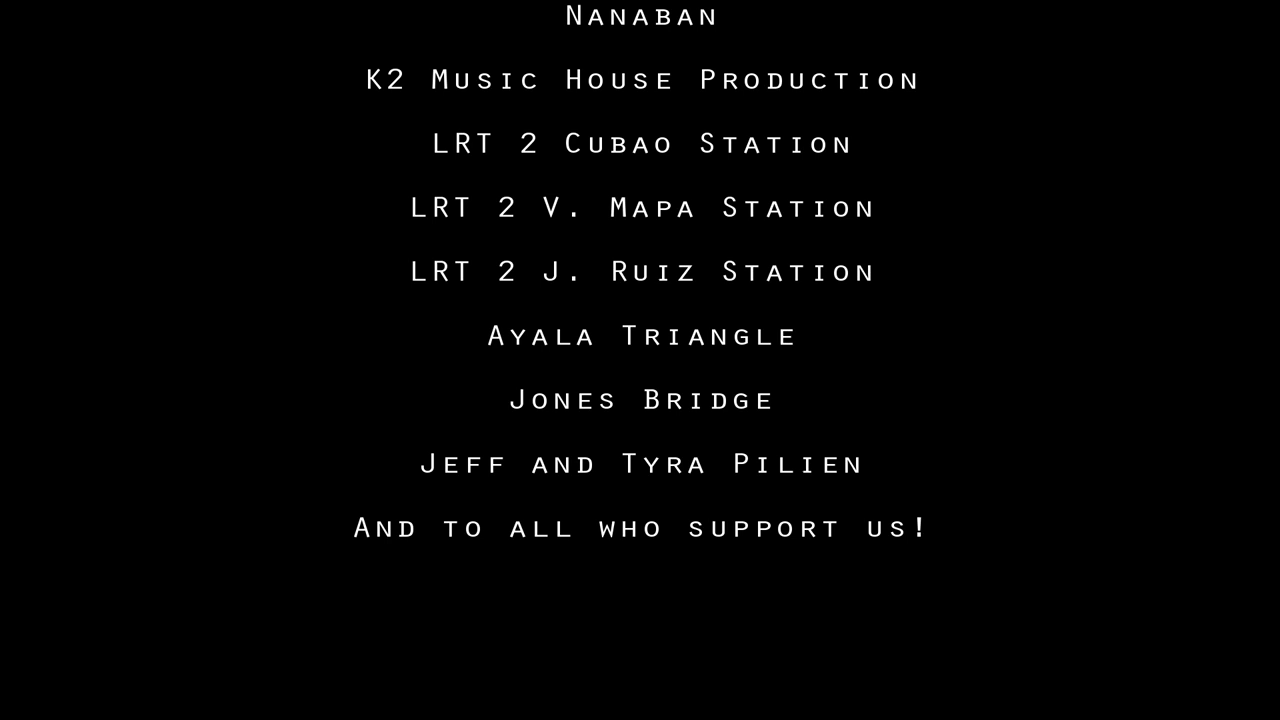 Nanaban
K2 Music House Production
LRT 2 Cubao Station
LRT 2 V. Mapa Station
LRT 2 J. Ruiz Station
Ayala Triangle
Jones Bridge
Jeff and Tyra Pilien
And to all who support us!